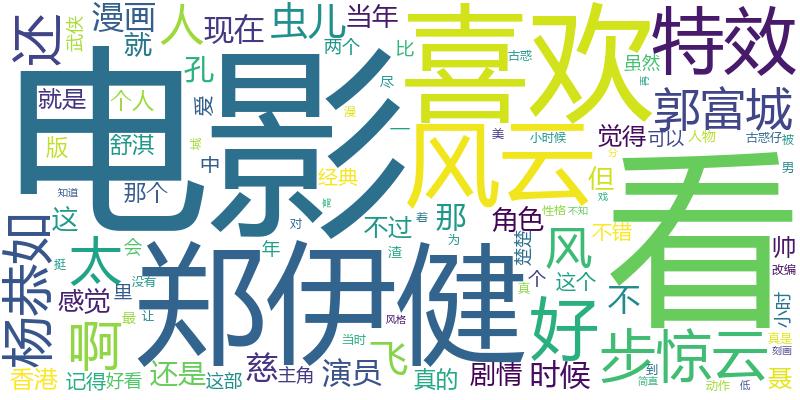 电影
喜欢
看
郑伊健
风云
特效
郭富城
步惊云
杨恭如
好
太
啊
还
漫画
人
现在
虫儿
当年
就
武侠
两个
比
古惑
虽然
孔
再
就是
个人
爱
漫
尽
一
美
小时候
觉得
可以
人物
古惑仔
被
版
舒淇
城
中
分
男
知道
那个
经典
但
性格
不知
戏
这
不过
着
那
角色
不错
帅
对
为
楚楚
风
会
年
渣
挺
没有
感觉
里
个
这个
不
改编
小时
真
最
让
风格
当时
飞
真是
刻画
香港
记得
好看
还是
这部
慈
主角
演员
真的
剧情
时候
到
简直
动作
低
聂